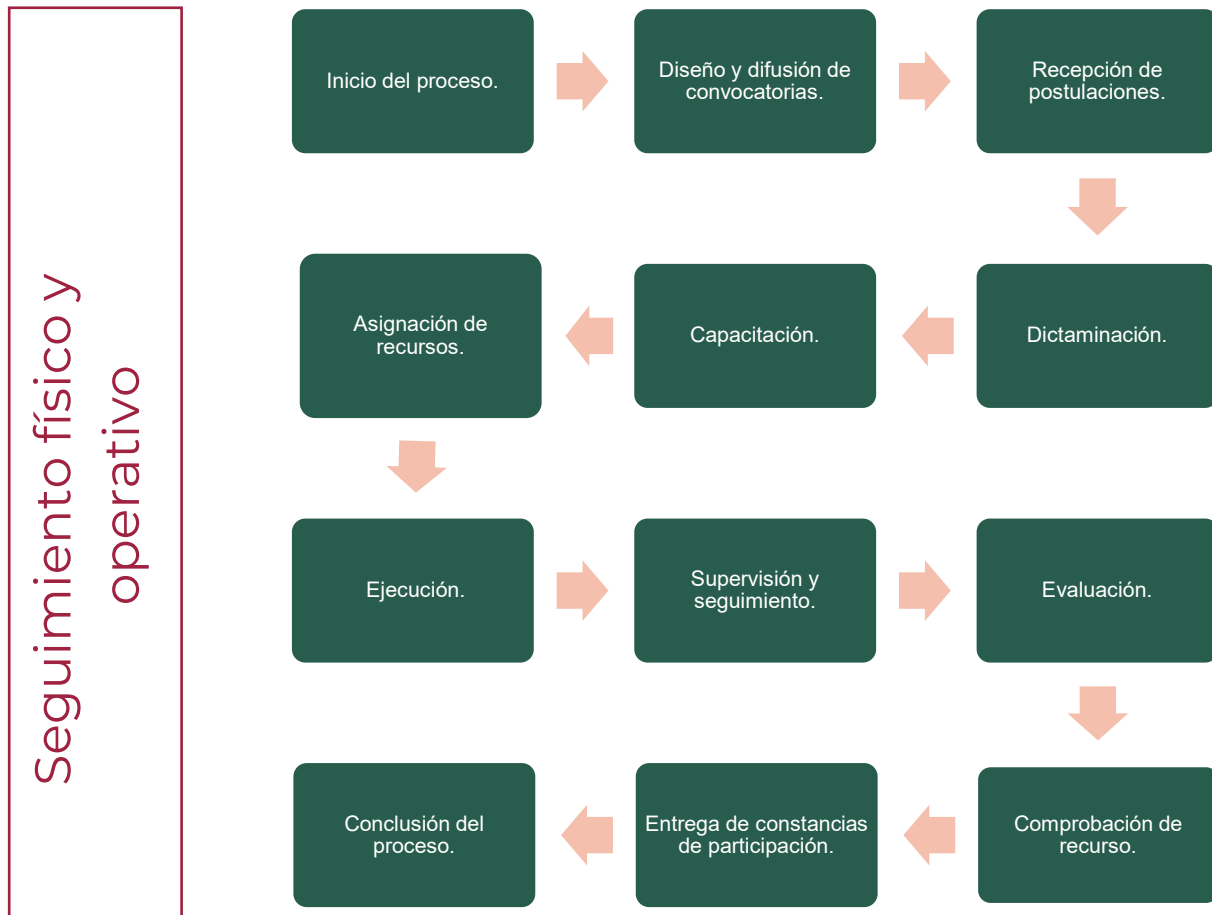 Seguimiento físico y
operativo
Inicio del proceso.
Diseño y difusión de
convocatorias.
Recepción de
postulaciones.
Dictaminación.
Capacitación.
Asignación de
recursos.
Ejecución.
Supervisión y
seguimiento.
Evaluación.
Comprobación de
recurso.
Entrega de constancias
de participación.
Conclusión del
proceso.